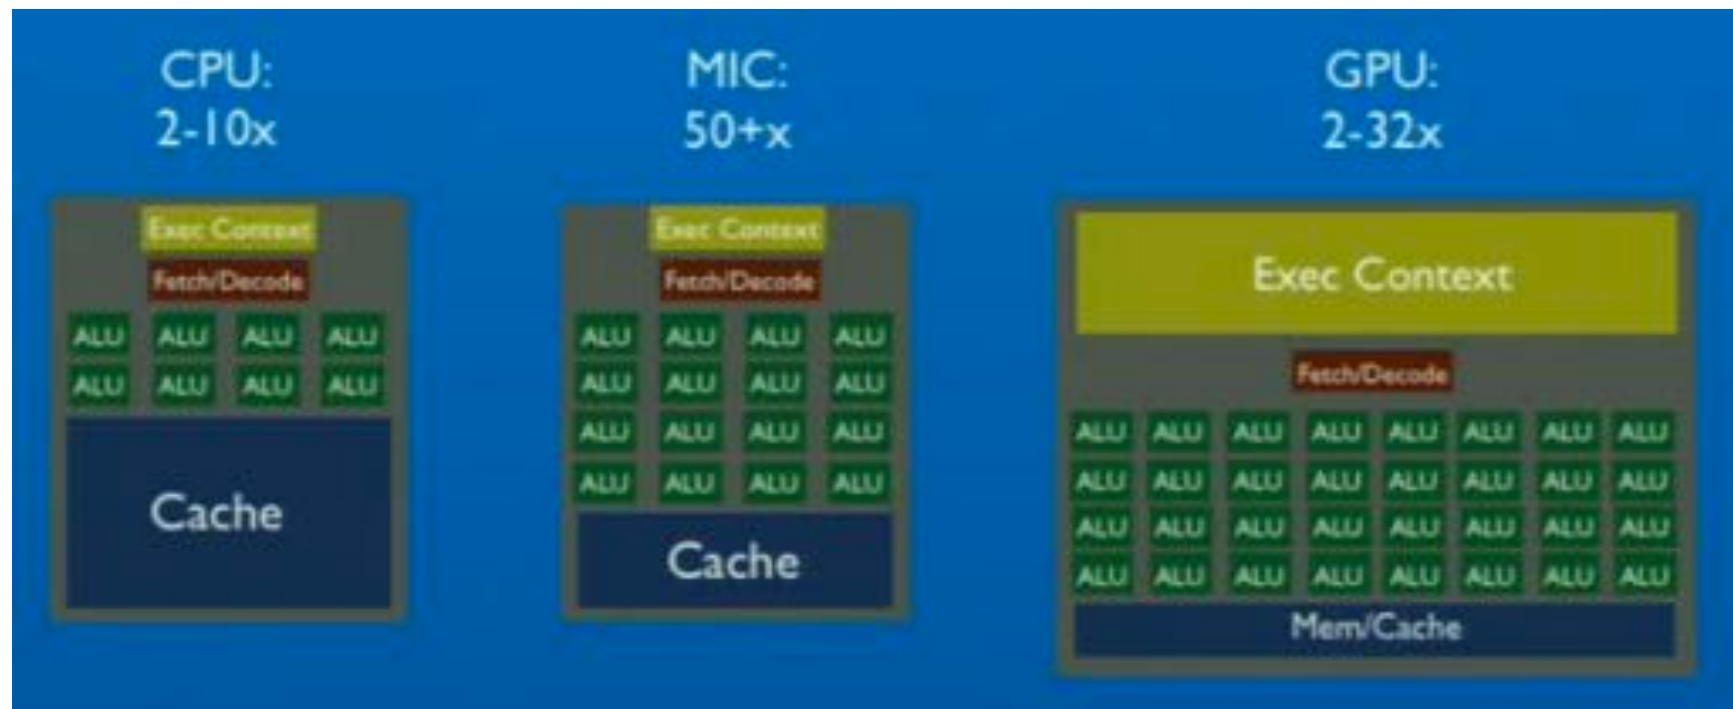 CPU:
2-10x
MIC:
50+x
GPU:
2-32x
Exec Context
Fetch/Decode
ALU ALU ALU ALU
ALU ALU ALU ALU
Cache
Exec Context
Fetch/Decode
ALU ALU ALU ALU
ALU ALU ALU ALU
ALU ALU ALU ALU
ALU ALU ALU ALU
Cache
Exec Context
Fetch/Decode
ALU ALU ALU ALU ALU ALU ALU ALU
ALU ALU ALU ALU ALU ALU ALU ALU
ALU ALU ALU ALU ALU ALU ALU ALU
ALU ALU ALU ALU ALU ALU ALU ALU
Mem/Cache